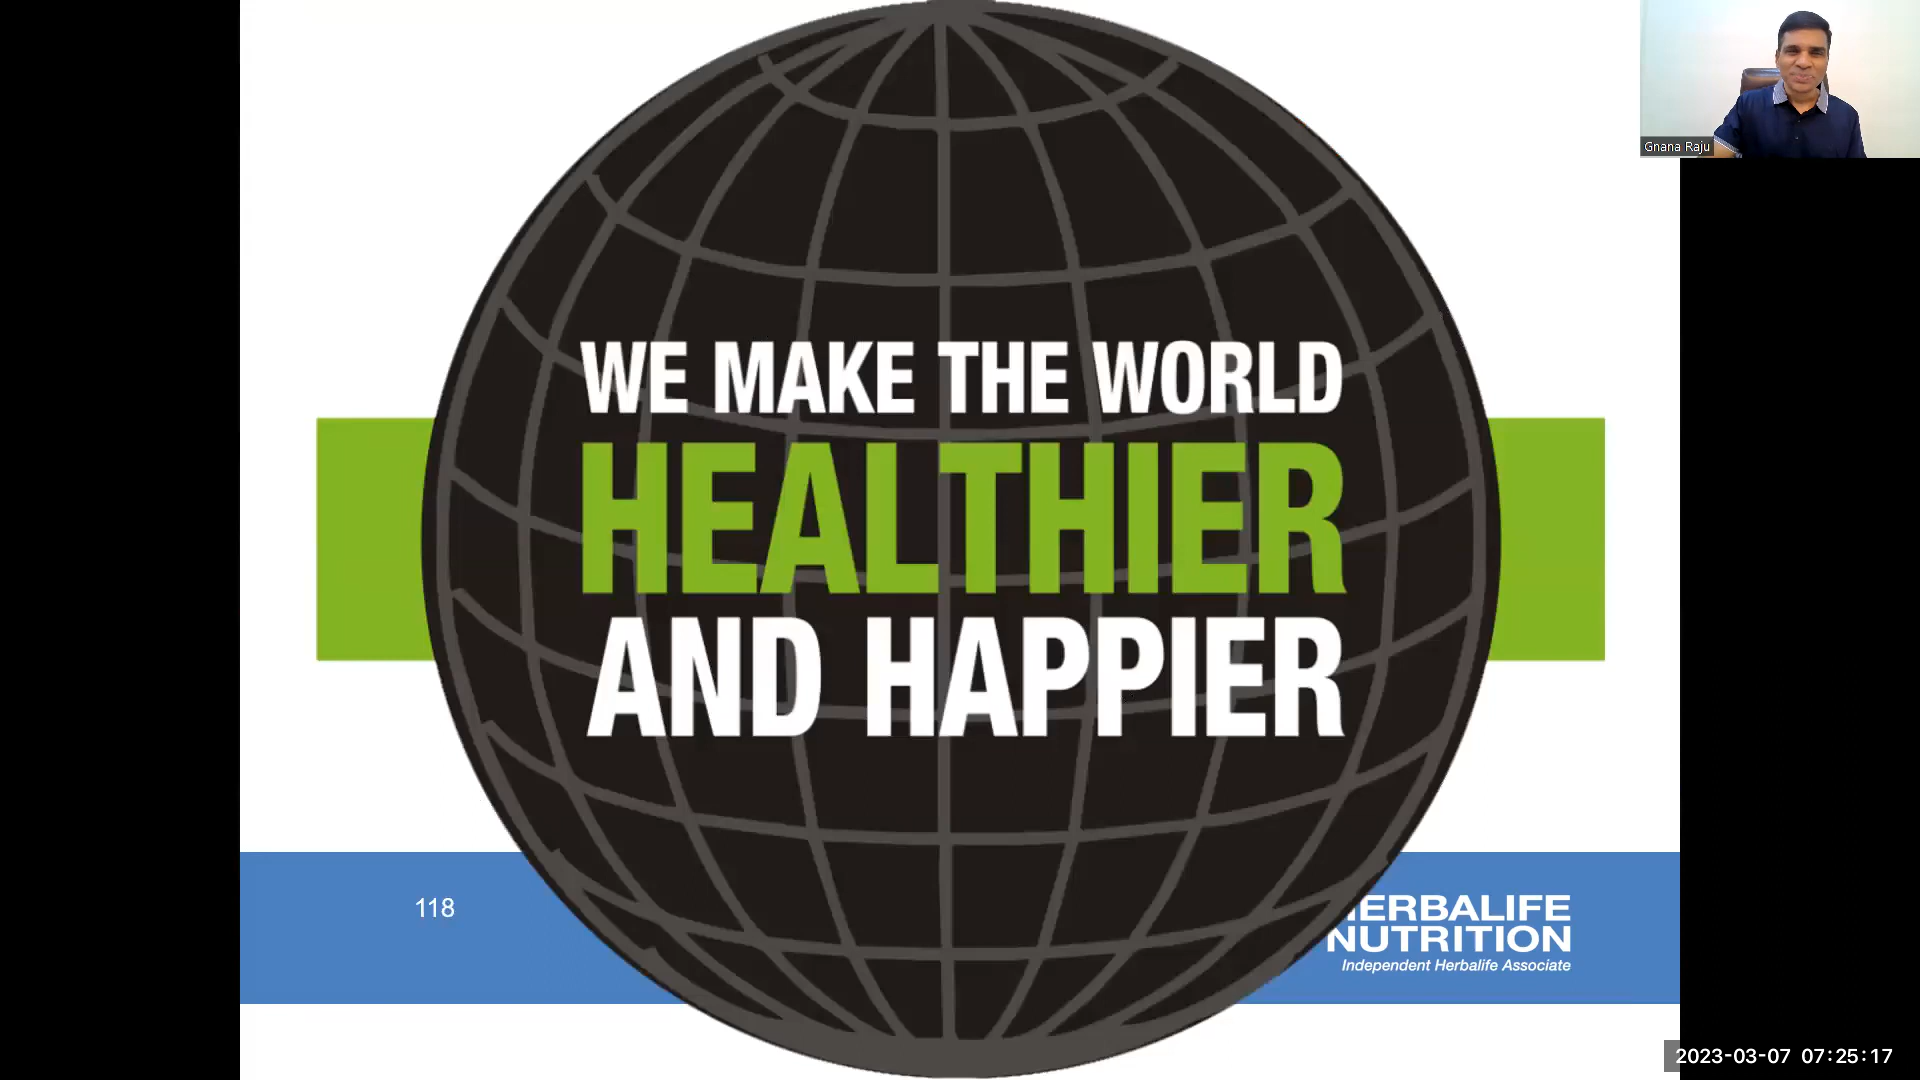 Gnana Raju
WE MAKE THE WORLD
HEALTHIER
AND HAPPIER
118
HERBALIFE
NUTRITION
Independent Herbalife Associate
2023-03-07 07:25:17